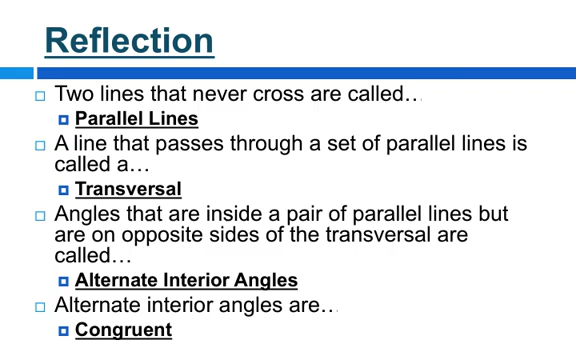 Reflection
Two lines that never cross are called…
Parallel Lines
A line that passes through a set of parallel lines is
called a…
Transversal
Angles that are inside a pair of parallel lines but
are on opposite sides of the transversal are
called…
Alternate Interior Angles
Alternate interior angles are…
Congruent